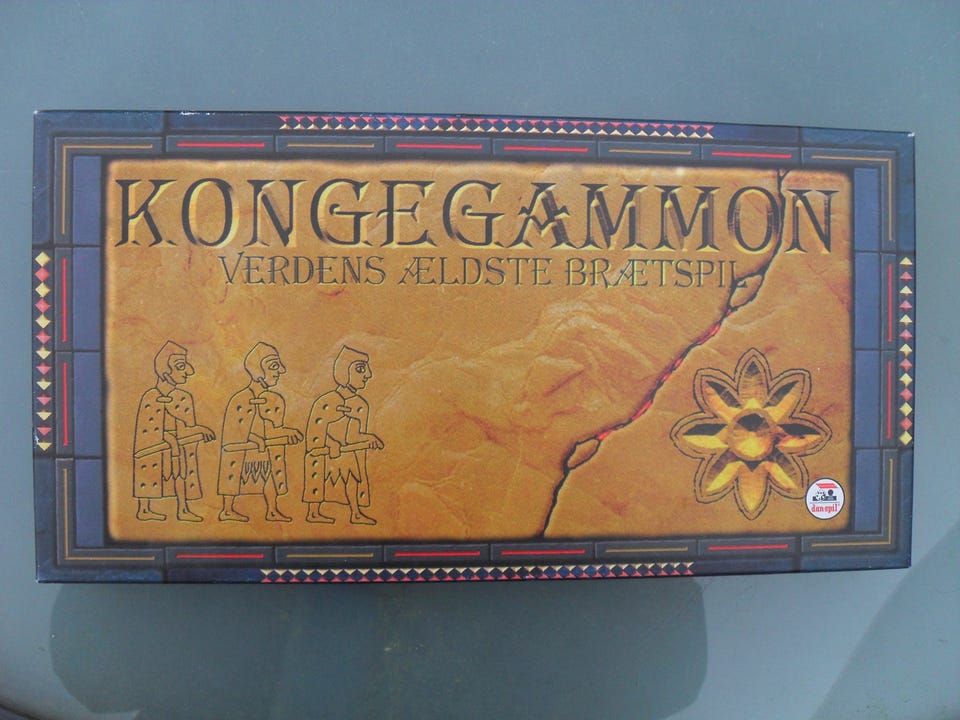 KONGEGAMMON
VERDENS ÆLDSTE BRÆTSPIL
dan-spil